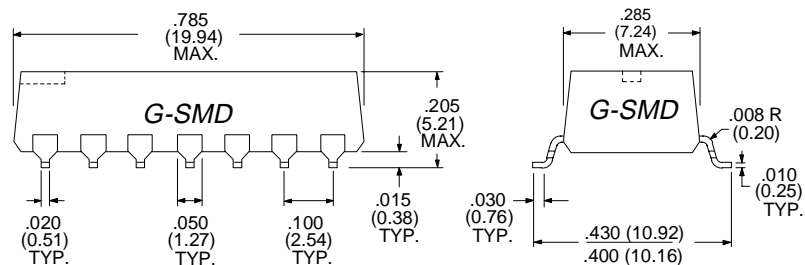 .785
(19.94)
MAX.
G-SMD
.205
(5.21)
MAX.
.020
(0.51)
TYP.
.050
(1.27)
TYP.
.100
(2.54)
TYP.
.015
(0.38)
TYP.
.285
(7.24)
MAX.
G-SMD
.008 R
(0.20)
.030
(0.76)
TYP.
.010
(0.25)
TYP.
.430 (10.92)
.400 (10.16)